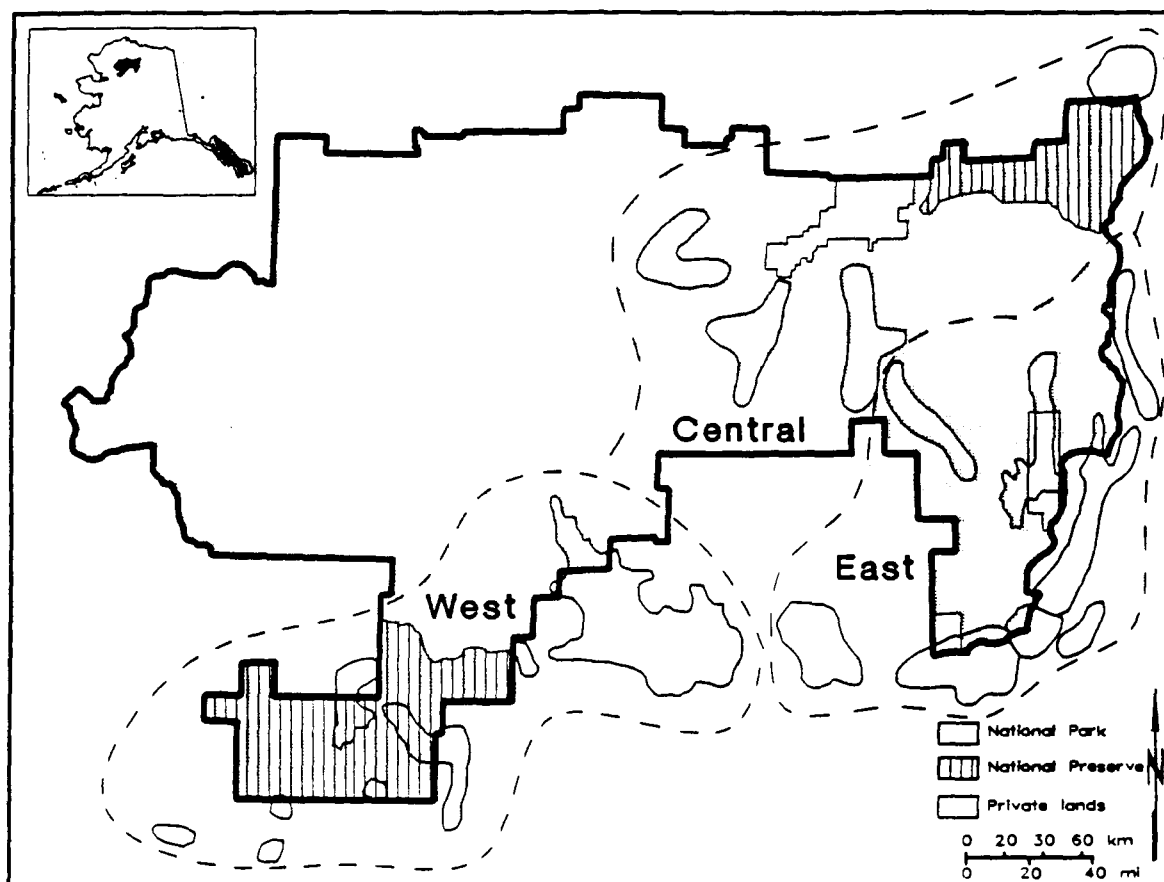 Central
East
West
National Park
National Preserve
N
Private lands
0 20 30 60 km
0 20 40 mi